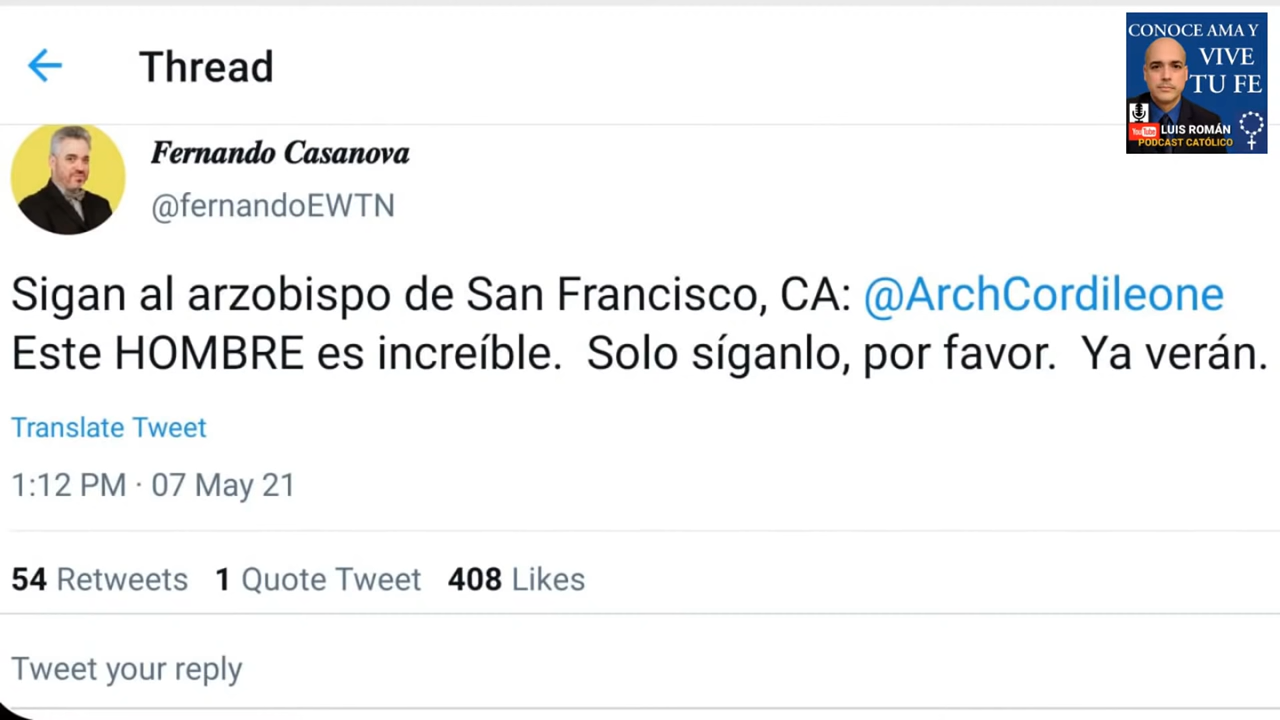 Thread
CONOCE AMA Y
VIVE
TU FE
YouTube LUIS ROMÁN
PODCAST CATÓLICO
Fernando Casanova
@fernandoEWTN
Sigan al arzobispo de San Francisco, CA: @ArchCordileone
Este HOMBRE es increíble. Solo síganlo, por favor. Ya verán.
Translate Tweet
1:12 PM · 07 May 21
54 Retweets 1 Quote Tweet 408 Likes
Tweet your reply